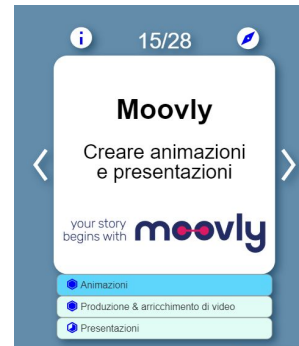 15/28
Moovly
Creare animazioni
e presentazioni
your story
begins with moovly
Animazioni
Produzione & arricchimento di video
Presentazioni